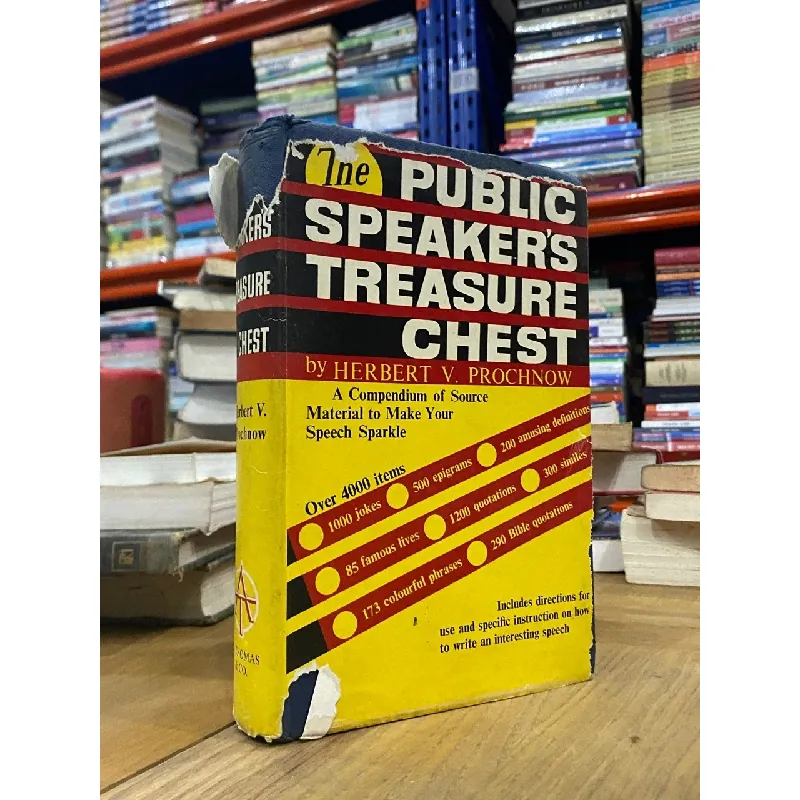 The PUBLIC
SPEAKER'S
TREASURE
CHEST
by HERBERT V. PROCHNOW
A Compendium of Source
Material to Make Your
Speech Sparkle
Over 4000 items
1000 jokes 500 epigrams 200 amusing definitions
85 famous lives 1200 quotations 300 similes
173 colourful phrases 290 Bible quotations
Includes directions for
use and specific instruction on how
to write an interesting speech
KER'S
EASURE
CHEST
Herbert V.
Prochnow